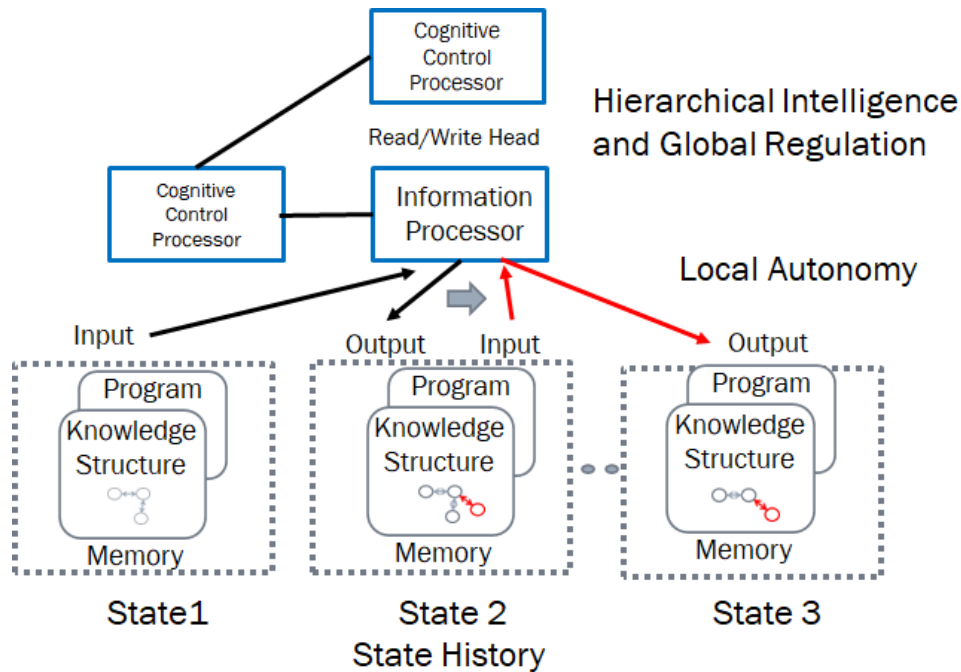 Cognitive
Control
Processor
Hierarchical Intelligence
and Global Regulation
Read/Write Head
Cognitive
Control
Processor
Information
Processor
Local Autonomy
Input
Output
Input
Output
Program
Knowledge
Structure
Memory
Program
Knowledge
Structure
Memory
Program
Knowledge
Structure
Memory
State1
State 2
State 3
State History